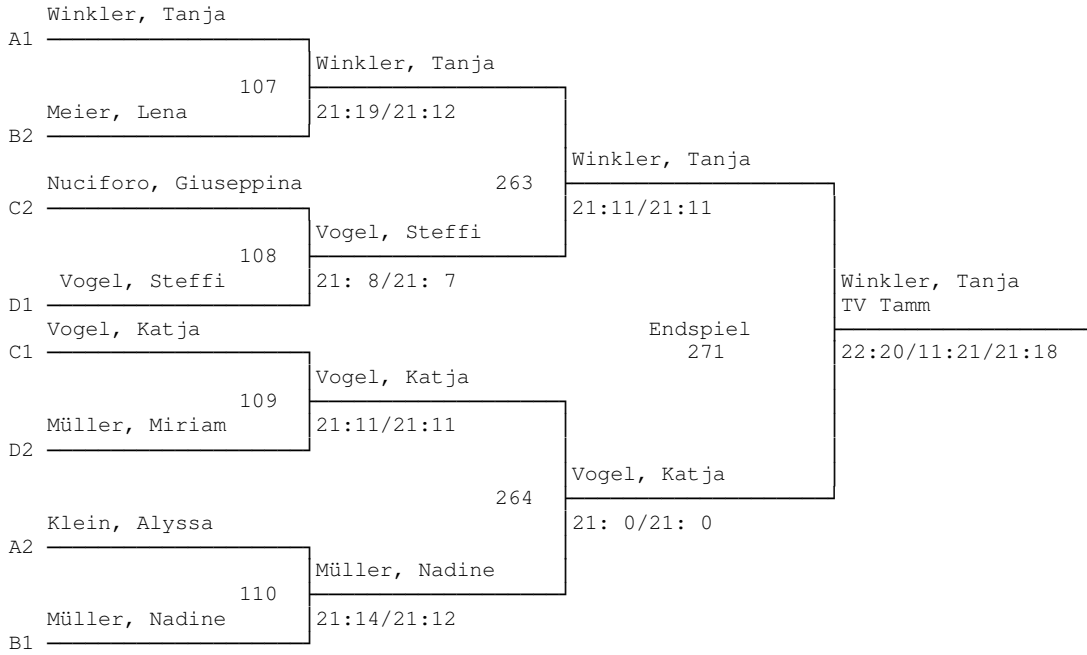 Winkler, Tanja
A1
Winkler, Tanja
107
Meier, Lena 21:19/21:12
B2
Winkler, Tanja
Nuciforo, Giuseppina 263
C2 21:11/21:11
Vogel, Steffi
108
Vogel, Steffi 21: 8/21: 7 Winkler, Tanja
D1 TV Tamm
Vogel, Katja Endspiel
C1 271 22:20/11:21/21:18
Vogel, Katja
109
Müller, Miriam 21:11/21:11
D2
Vogel, Katja
264
Klein, Alyssa 21: 0/21: 0
A2
Müller, Nadine
110
Müller, Nadine 21:14/21:12
B1